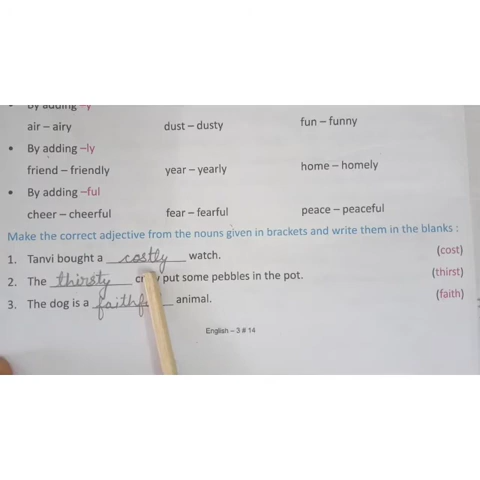 • By adding –y
air – airy dust – dusty fun – funny
• By adding –ly
friend – friendly year – yearly home – homely
• By adding –ful
cheer – cheerful fear – fearful peace – peaceful
Make the correct adjective from the nouns given in brackets and write them in the blanks :
1. Tanvi bought a costly watch. (cost)
2. The thirsty put some pebbles in the pot. (thirst)
3. The dog is a animal. (faith)
English – 3 # 14